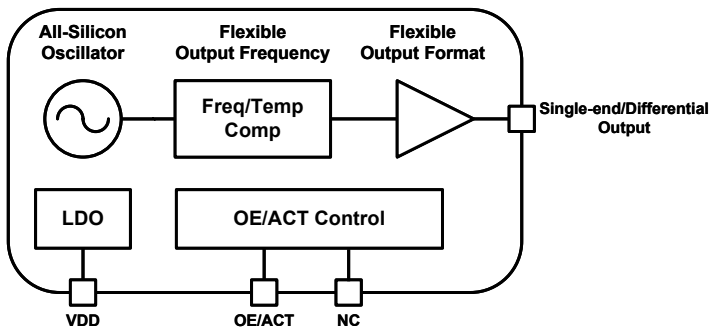 All-Silicon
Oscillator
Flexible
Output Frequency
Flexible
Output Format
Freq/Temp
Comp
Single-end/Differential
Output
LDO
OE/ACT Control
VDD
OE/ACT
NC